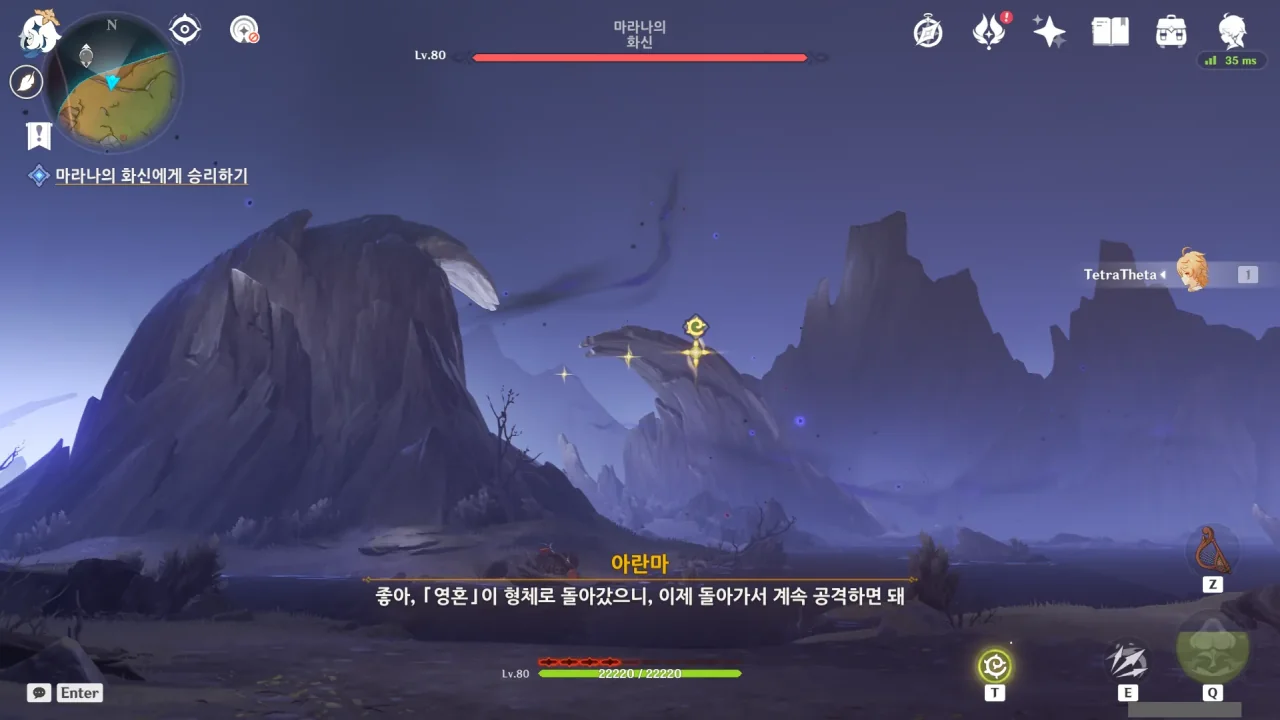 N
마라나의
화신
Lv.80
35 ms
마라나의 화신에게 승리하기
TetraTheta
1
아란마
좋아, 「영혼」이 형체로 돌아갔으니, 이제 돌아가서 계속 공격하면 돼
Z
Lv.80
22220 / 22220
Enter
T
E
Q